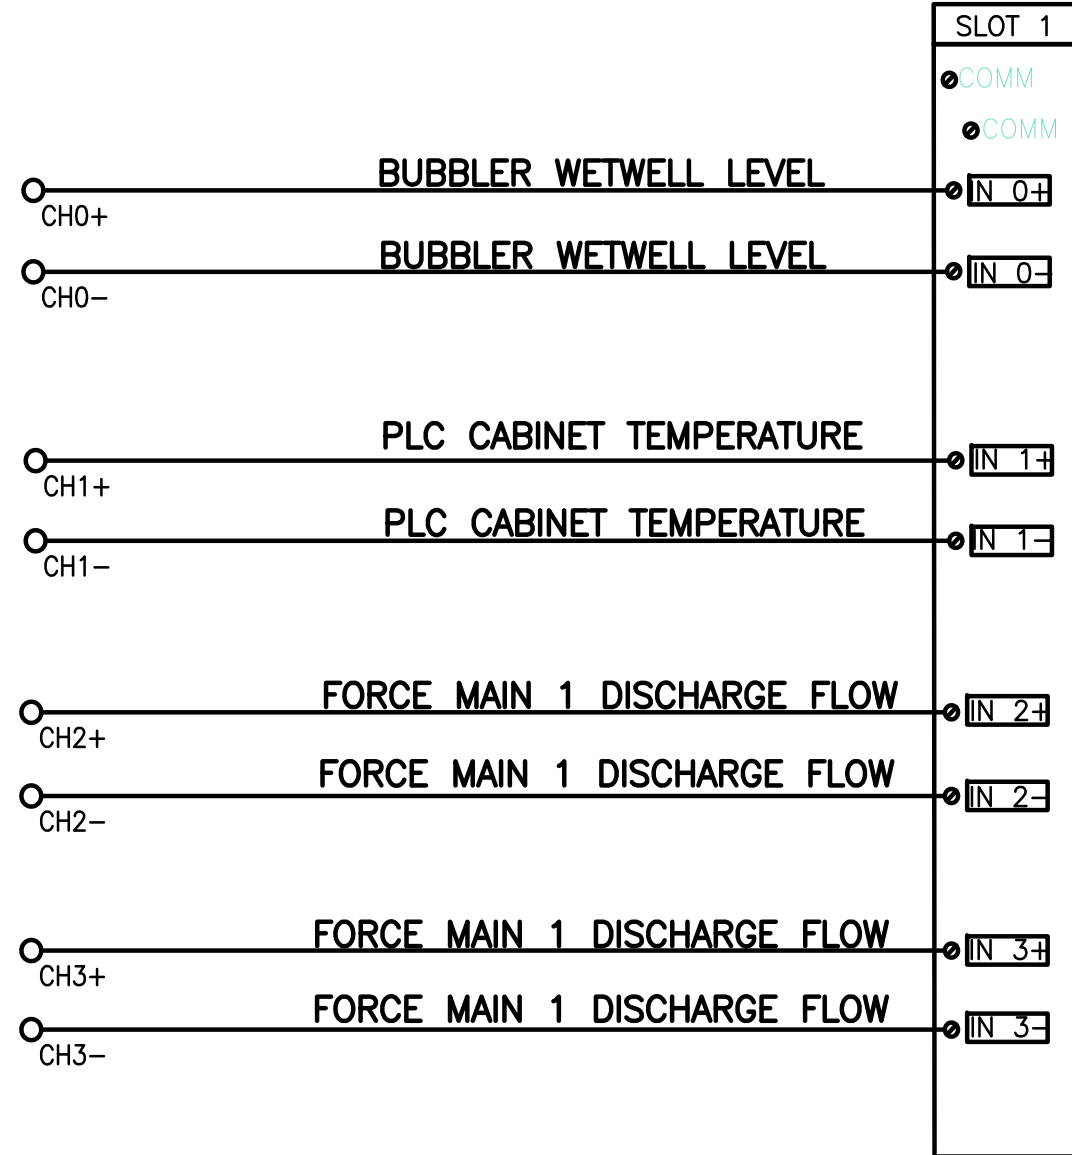 SLOT 1
COMM
COMM
BUBBLER WETWELL LEVEL
IN 0+
CH0+
BUBBLER WETWELL LEVEL
IN 0-
CH0-
PLC CABINET TEMPERATURE
IN 1+
CH1+
PLC CABINET TEMPERATURE
IN 1-
CH1-
FORCE MAIN 1 DISCHARGE FLOW
IN 2+
CH2+
FORCE MAIN 1 DISCHARGE FLOW
IN 2-
CH2-
FORCE MAIN 1 DISCHARGE FLOW
IN 3+
CH3+
FORCE MAIN 1 DISCHARGE FLOW
IN 3-
CH3-